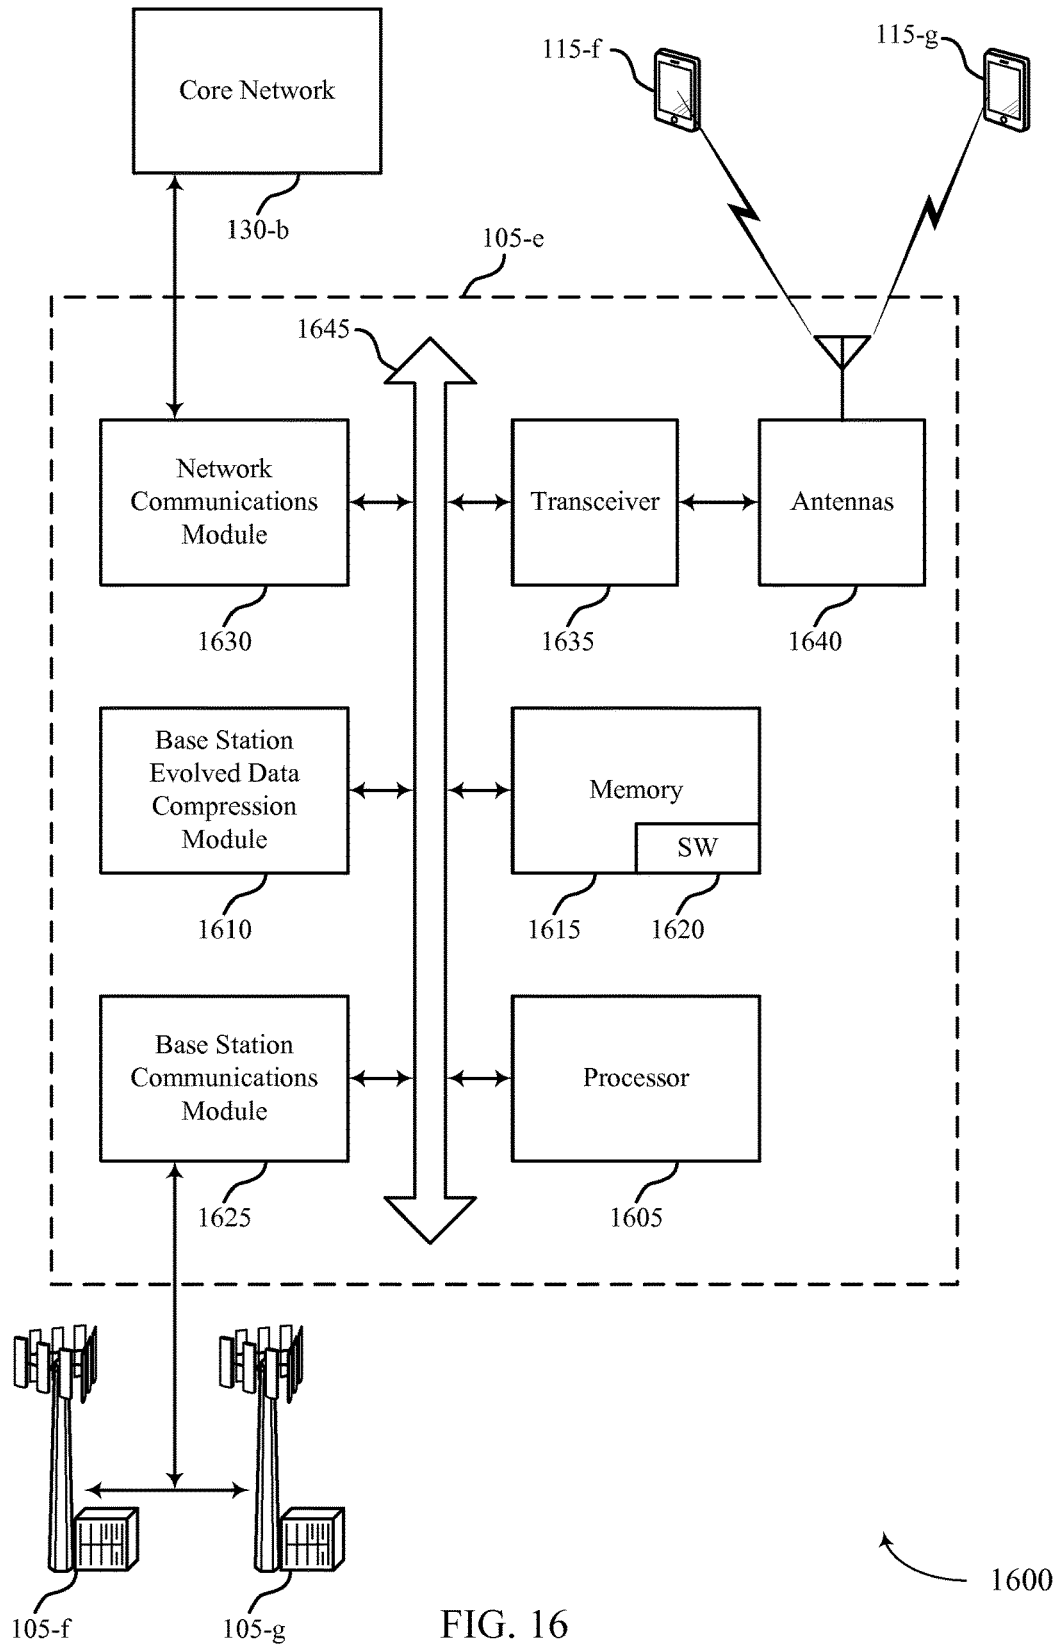 Core Network
130-b
115-f
115-g
105-e
1645
Network
Communications
Module
1630
Transceiver
1635
Antennas
1640
Base Station
Evolved Data
Compression
Module
1610
Memory
SW
1615
1620
Base Station
Communications
Module
1625
Processor
1605
105-f
105-g
1600
FIG. 16